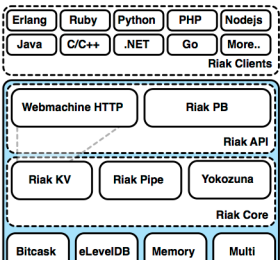 Erlang Ruby Python PHP Nodejs
Java C/C++ .NET Go More..
Riak Clients
Webmachine HTTP Riak PB
Riak API
Riak KV Riak Pipe Yokozuna
Riak Core
Bitcask eLevelDB Memory Multi